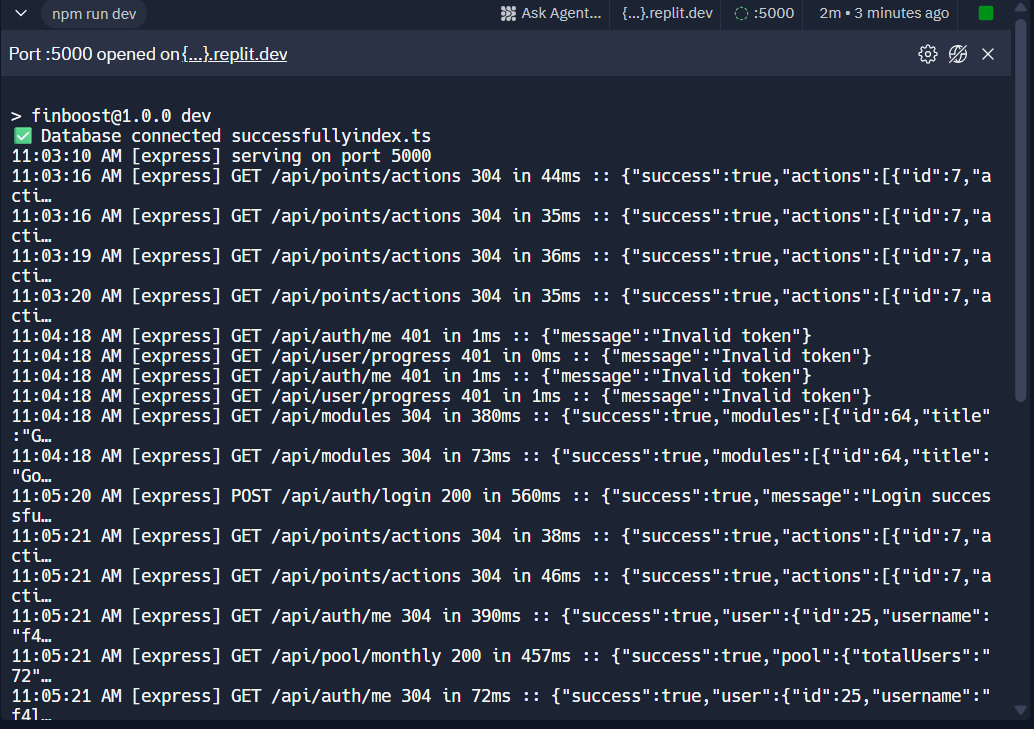 npm run dev
Ask Agent... {...}.replit.dev :5000 2m • 3 minutes ago
Port :5000 opened on {...}.replit.dev
> finboost@1.0.0 dev
✅ Database connected successfullyindex.ts
11:03:10 AM [express] serving on port 5000
11:03:16 AM [express] GET /api/points/actions 304 in 44ms :: {"success":true,"actions":[{"id":7,"a
cti…
11:03:16 AM [express] GET /api/points/actions 304 in 35ms :: {"success":true,"actions":[{"id":7,"a
cti…
11:03:19 AM [express] GET /api/points/actions 304 in 36ms :: {"success":true,"actions":[{"id":7,"a
cti…
11:03:20 AM [express] GET /api/points/actions 304 in 35ms :: {"success":true,"actions":[{"id":7,"a
cti…
11:04:18 AM [express] GET /api/auth/me 401 in 1ms :: {"message":"Invalid token"}
11:04:18 AM [express] GET /api/user/progress 401 in 0ms :: {"message":"Invalid token"}
11:04:18 AM [express] GET /api/auth/me 401 in 1ms :: {"message":"Invalid token"}
11:04:18 AM [express] GET /api/user/progress 401 in 1ms :: {"message":"Invalid token"}
11:04:18 AM [express] GET /api/modules 304 in 380ms :: {"success":true,"modules":[{"id":64,"title"
:"G…
11:04:18 AM [express] GET /api/modules 304 in 73ms :: {"success":true,"modules":[{"id":64,"title":
"Go…
11:05:20 AM [express] POST /api/auth/login 200 in 560ms :: {"success":true,"message":"Login succes
sfu…
11:05:21 AM [express] GET /api/points/actions 304 in 38ms :: {"success":true,"actions":[{"id":7,"a
cti…
11:05:21 AM [express] GET /api/points/actions 304 in 46ms :: {"success":true,"actions":[{"id":7,"a
cti…
11:05:21 AM [express] GET /api/auth/me 304 in 390ms :: {"success":true,"user":{"id":25,"username":
"f4…
11:05:21 AM [express] GET /api/pool/monthly 200 in 457ms :: {"success":true,"pool":{"totalUsers":"
72"…
11:05:21 AM [express] GET /api/auth/me 304 in 72ms :: {"success":true,"user":{"id":25,"username":"
f4l…